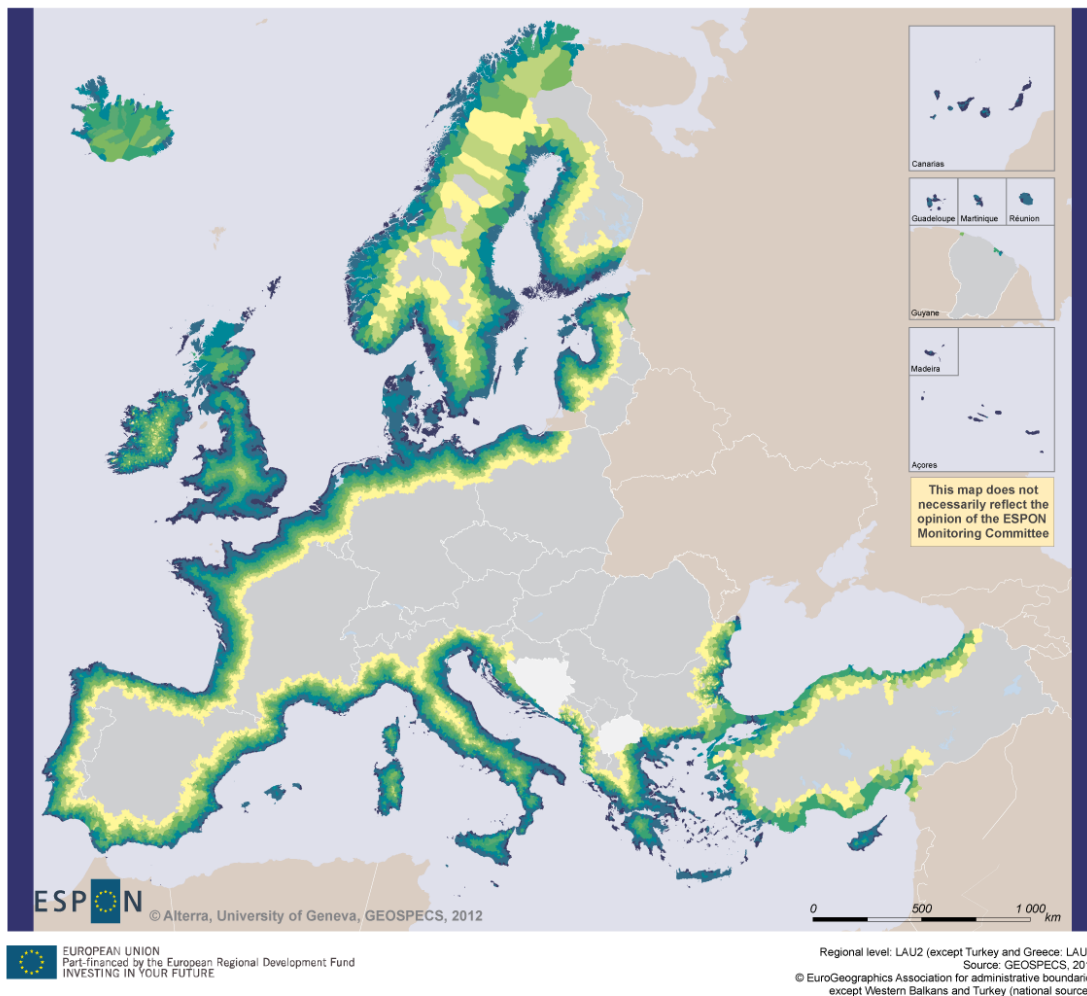 Canarias
Guadeloupe Martinique Réunion
Guyane
Madeira
Açores
This map does not
necessarily reflect the
opinion of the ESPON
Monitoring Committee
ESPON
© Alterra, University of Geneva, GEOSPECS, 2012
0 500 1 000
km
EUROPEAN UNION
Part-financed by the European Regional Development Fund
INVESTING IN YOUR FUTURE
Regional level: LAU2 (except Turkey and Greece: LAU
Source: GEOSPECS, 20
© EuroGeographics Association for administrative
except Western Balkans and Turkey (national